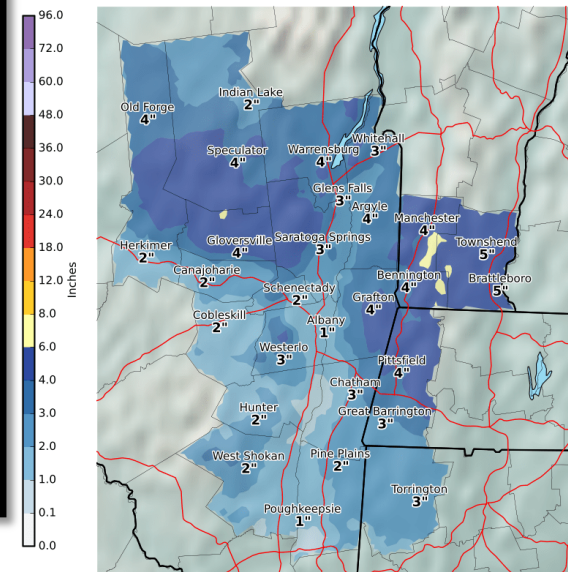 96.0
72.0
60.0
48.0
36.0
30.0
24.0
18.0
12.0
8.0
6.0
4.0
3.0
2.0
1.0
0.1
0.0
Inches
Indian Lake
2"
Old Forge
4"
Speculator
4"
Warrensburg
4"
Whitehall
3"
Glens Falls
3"
Argyle
4"
Manchester
4"
Townshend
5"
Herkimer
2"
Gloversville
4"
Saratoga Springs
3"
Canajoharie
2"
Bennington
4"
Brattleboro
5"
Schenectady
2"
Grafton
4"
Cobleskill
2"
Albany
1"
Westerlo
3"
Pittsfield
4"
Chatham
3"
Hunter
2"
Great Barrington
3"
West Shokan
2"
Pine Plains
2"
Torrington
3"
Poughkeepsie
1"